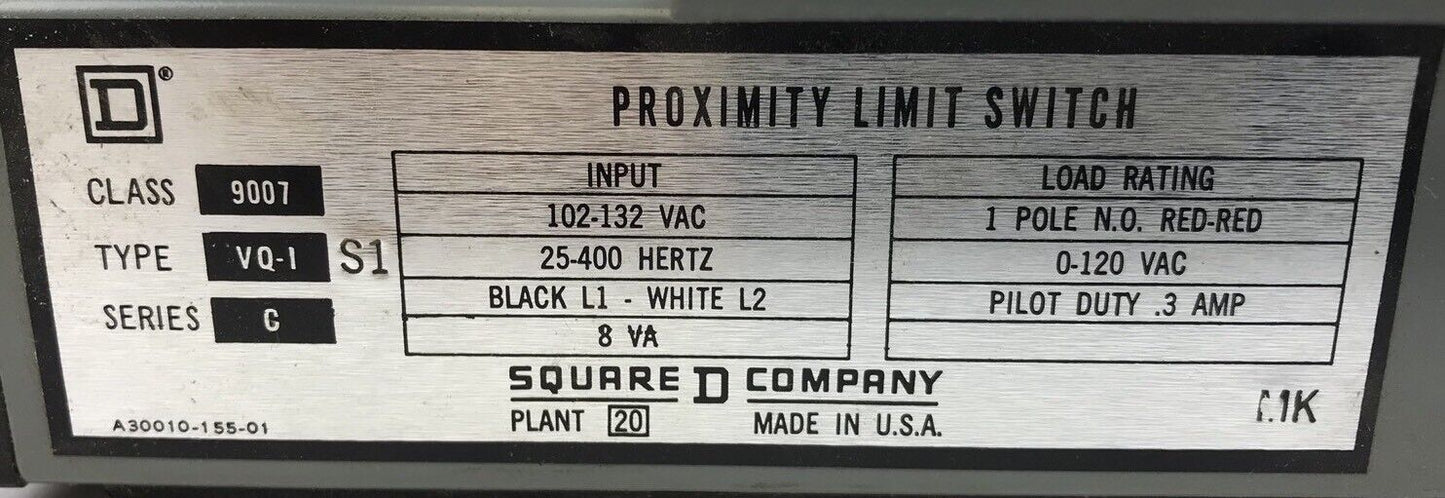 D®
PROXIMITY LIMIT SWITCH
CLASS 9007
TYPE VQ-1 S1
SERIES C
INPUT
102-132 VAC
25-400 HERTZ
BLACK L1 - WHITE L2
8 VA
LOAD RATING
1 POLE N.O. RED-RED
0-120 VAC
PILOT DUTY .3 AMP
SQUARE D COMPANY
PLANT 20 MADE IN U.S.A.
A30010-155-01